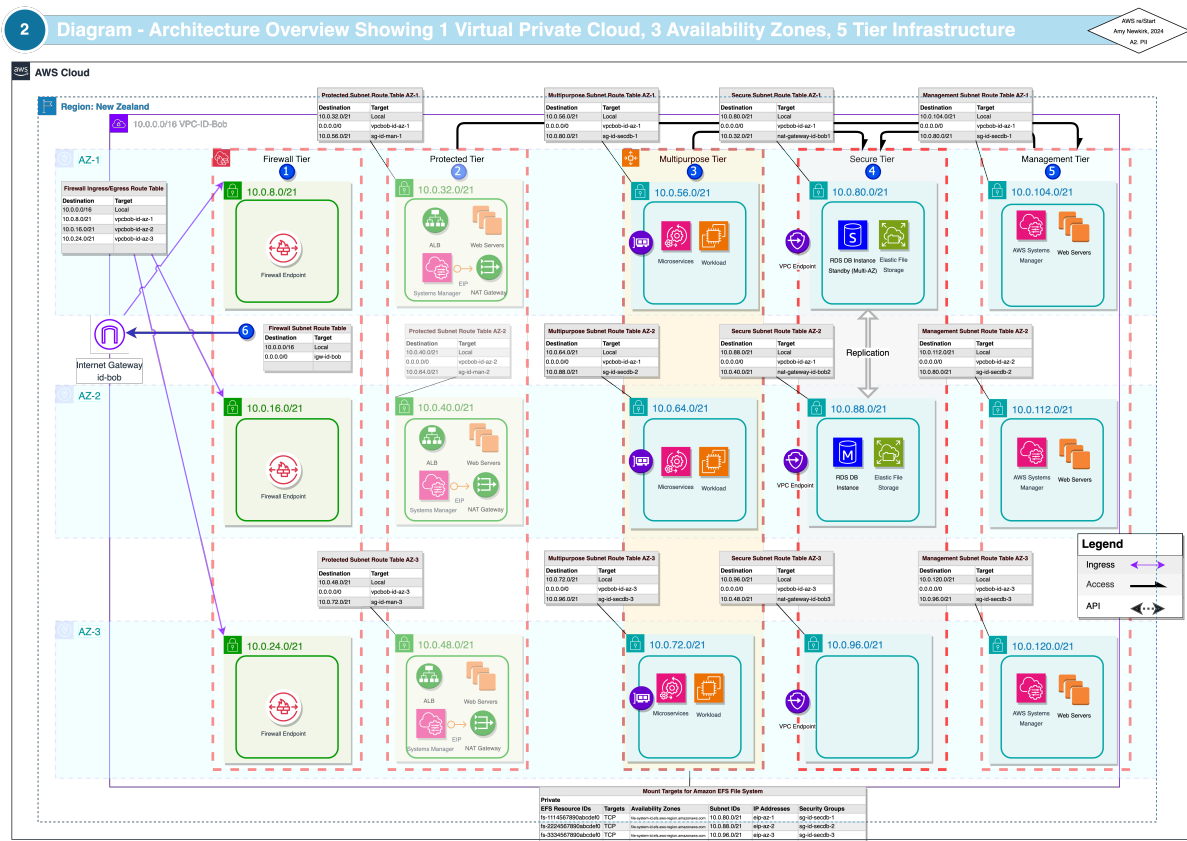 2
Diagram - Architecture Overview Showing 1 Virtual Private Cloud, 3 Availability Zones, 5 Tier Infrastructure
AWS re/Start
Amy Newkirk, 2024
A2. PII
aws
AWS Cloud
Region: New Zealand
10.0.0.0/16 VPC-ID-Bob
Protected Subnet Route Table AZ-1
Destination Target
10.0.32.0/21 Local
0.0.0.0/0 vpcbob-id-az-1
10.0.56.0/21 sg-id-man-1
Multipurpose Subnet Route Table AZ-1
Destination Target
10.0.56.0/21 Local
0.0.0.0/0 vpcbob-id-az-1
10.0.80.0/21 sg-id-secdb-1
Secure Subnet Route Table AZ-1
Destination Target
10.0.80.0/21 Local
0.0.0.0/0 vpcbob-id-az-1
10.0.32.0/21 nat-gateway-id-bob1
Management Subnet Route Table AZ-1
Destination Target
10.0.104.0/21 Local
0.0.0.0/0 vpcbob-id-az-1
10.0.80.0/21 sg-id-secdb-1
AZ-1
Firewall Tier
1
Protected Tier
2
Multipurpose Tier
3
Secure Tier
4
Management Tier
5
Firewall Ingress/Egress Route Table
Destination Target
10.0.0.0/16 Local
10.0.8.0/21 vpcbob-id-az-1
10.0.16.0/21 vpcbob-id-az-2
10.0.24.0/21 vpcbob-id-az-3
10.0.8.0/21
Firewall Endpoint
10.0.32.0/21
ALB
Web Servers
Systems Manager
EIP
NAT Gateway
10.0.56.0/21
Microservices
Workload
10.0.80.0/21
VPC Endpoint
S
RDS DB Instance
Standby (Multi-AZ)
Elastic File
Storage
10.0.104.0/21
AWS Systems
Manager
Web Servers
Internet Gateway
id-bob
6
Firewall Subnet Route Table
Destination Target
10.0.0.0/16 Local
0.0.0.0/0 igw-id-bob
Protected Subnet Route Table AZ-2
Destination Target
10.0.40.0/21 Local
0.0.0.0/0 vpcbob-id-az-2
10.0.64.0/21 sg-id-man-2
Multipurpose Subnet Route Table AZ-2
Destination Target
10.0.64.0/21 Local
0.0.0.0/0 vpcbob-id-az-1
10.0.88.0/21 sg-id-secdb-2
Secure Subnet Route Table AZ-2
Destination Target
10.0.88.0/21 Local
0.0.0.0/0 vpcbob-id-az-1
10.0.40.0/21 nat-gateway-id-bob2
Management Subnet Route Table AZ-2
Destination Target
10.0.112.0/21 Local
0.0.0.0/0 vpcbob-id-az-2
10.0.80.0/21 sg-id-secdb-2
Replication
AZ-2
10.0.16.0/21
Firewall Endpoint
10.0.40.0/21
ALB
Web Servers
Systems Manager
EIP
NAT Gateway
10.0.64.0/21
Microservices
Workload
10.0.88.0/21
VPC Endpoint
M
RDS DB
Instance
Elastic File
Storage
10.0.112.0/21
AWS Systems
Manager
Web Servers
Protected Subnet Route Table AZ-3
Destination Target
10.0.48.0/21 Local
0.0.0.0/0 vpcbob-id-az-3
10.0.72.0/21 sg-id-man-3
Multipurpose Subnet Route Table AZ-3
Destination Target
10.0.72.0/21 Local
0.0.0.0/0 vpcbob-id-az-3
10.0.96.0/21 sg-id-secdb-3
Secure Subnet Route Table AZ-3
Destination Target
10.0.96.0/21 Local
0.0.0.0/0 vpcbob-id-az-3
10.0.48.0/21 nat-gateway-id-bob3
Management Subnet Route Table AZ-3
Destination Target
10.0.120.0/21 Local
0.0.0.0/0 vpcbob-id-az-3
10.0.96.0/21 sg-id-secdb-3
Legend
Ingress
Access
API
AZ-3
10.0.24.0/21
Firewall Endpoint
10.0.48.0/21
ALB
Web Servers
Systems Manager
EIP
NAT Gateway
10.0.72.0/21
Microservices
Workload
10.0.96.0/21
VPC Endpoint
10.0.120.0/21
AWS Systems
Manager
Web Servers
Mount Targets for Amazon EFS File System
Private
EFS Resource IDs Targets Availability Zones Subnet IDs IP Addresses Security Groups
fs-1114567890abcdef0 TCP 10.0.80.0/21 eip-az-1 sg-id-secdb-1
fs-2224567890abcdef0 TCP 10.0.88.0/21 eip-az-2 sg-id-secdb-2
fs-3334567890abcdef0 TCP 10.0.96.0/21 eip-az-3 sg-id-secdb-3